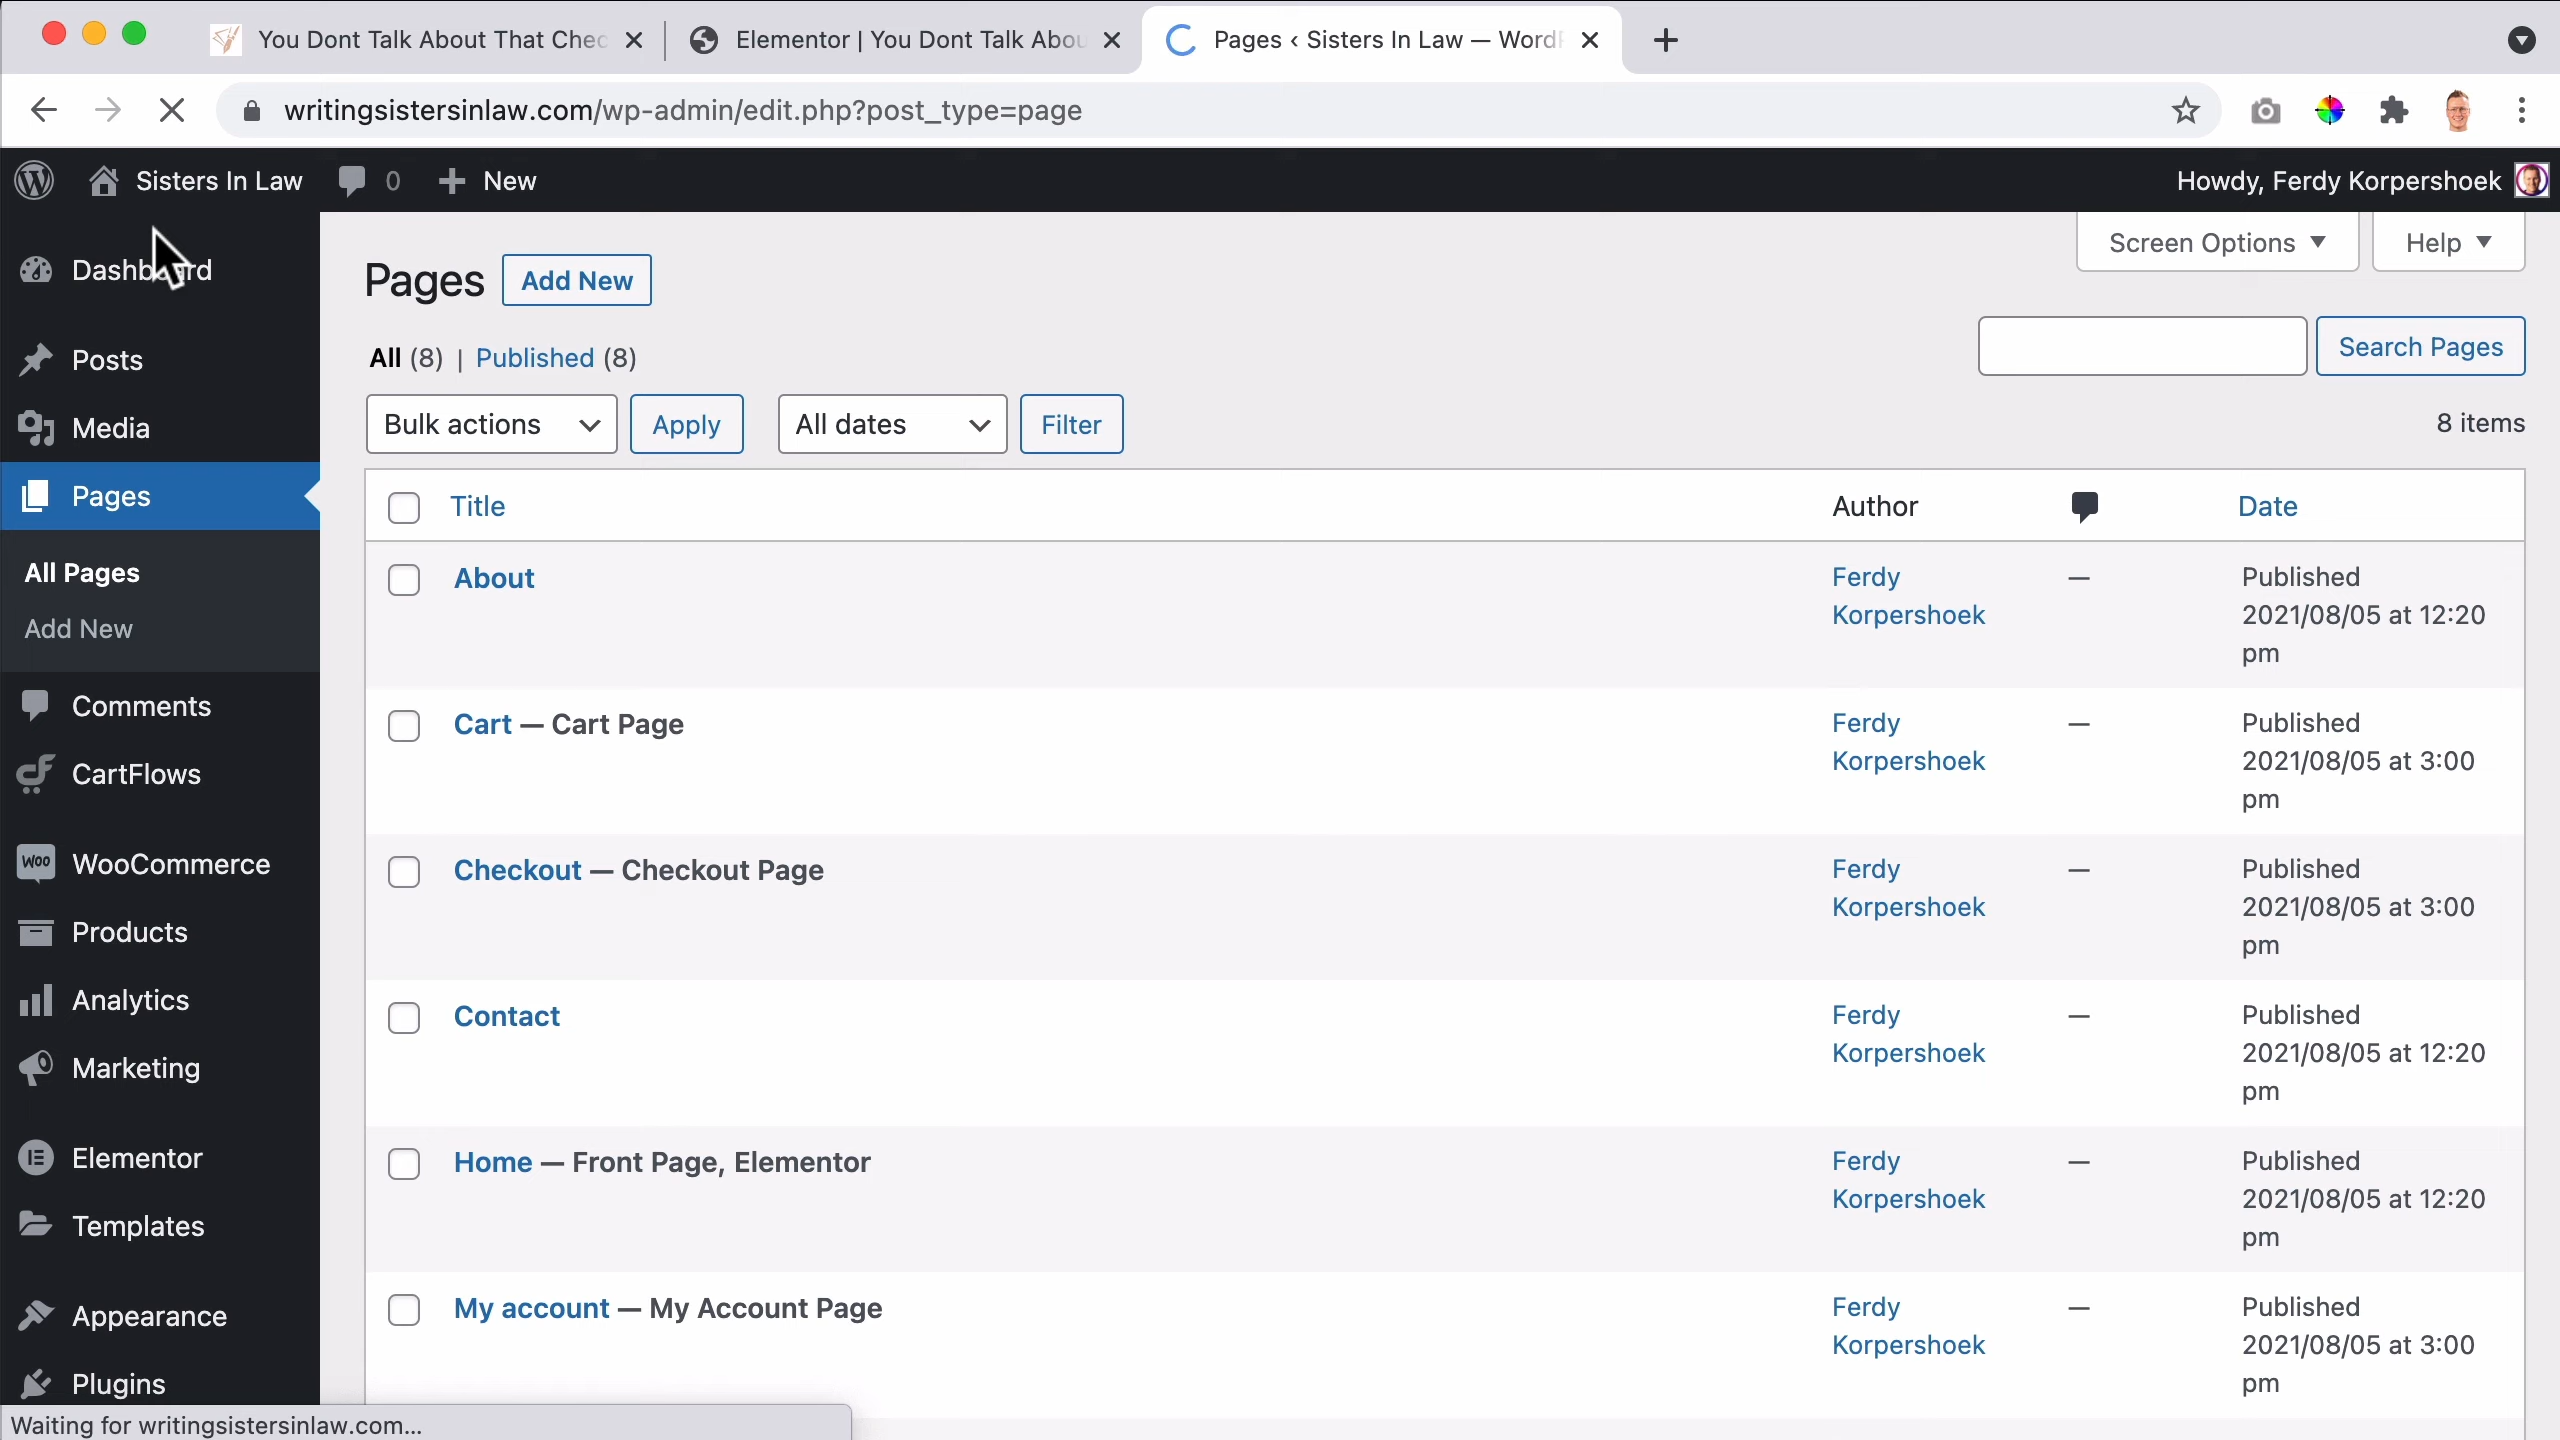 You Dont Talk About That Chec
Elementor | You Dont Talk Abou
Pages ‹ Sisters In Law — WordP
writingsistersinlaw.com/wp-admin/edit.php?post_type=page
Sisters In Law
0
New
Howdy, Ferdy Korpershoek
Dashboard
Posts
Media
Pages
All Pages
Add New
Comments
CartFlows
Woo
WooCommerce
Products
Analytics
Marketing
Elementor
Templates
Appearance
Plugins
Waiting for writingsistersinlaw.com...
Screen Options
Help
Pages
Add New
All (8) | Published (8)
Search Pages
Bulk actions
Apply
All dates
Filter
8 items
Title
Author
Date
About
Ferdy
Korpershoek
—
Published
2021/08/05 at 12:20
pm
Cart — Cart Page
Ferdy
Korpershoek
—
Published
2021/08/05 at 3:00
pm
Checkout — Checkout Page
Ferdy
Korpershoek
—
Published
2021/08/05 at 3:00
pm
Contact
Ferdy
Korpershoek
—
Published
2021/08/05 at 12:20
pm
Home — Front Page, Elementor
Ferdy
Korpershoek
—
Published
2021/08/05 at 12:20
pm
My account — My Account Page
Ferdy
Korpershoek
—
Published
2021/08/05 at 3:00
pm